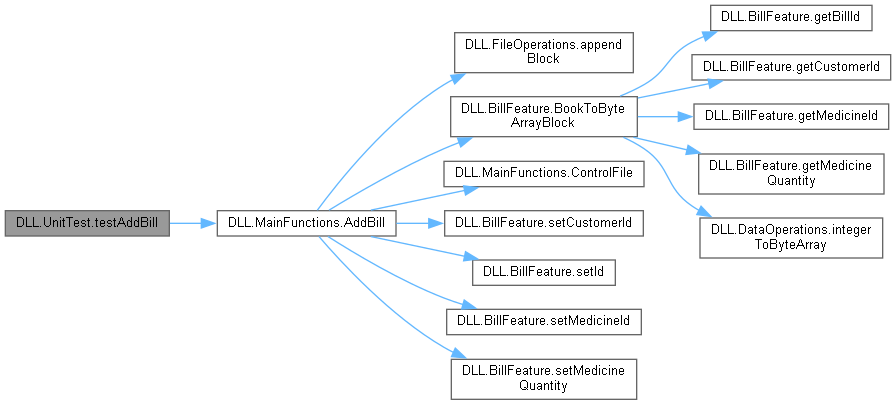 DLL.UnitTest.testAddBill
DLL.MainFunctions.AddBill
DLL.FileOperations.append
Block
DLL.BillFeature.BookToByte
ArrayBlock
DLL.MainFunctions.ControlFile
DLL.BillFeature.setCustomerId
DLL.BillFeature.setId
DLL.BillFeature.setMedicineId
DLL.BillFeature.setMedicine
Quantity
DLL.BillFeature.getBillId
DLL.BillFeature.getCustomerId
DLL.BillFeature.getMedicineId
DLL.BillFeature.getMedicine
Quantity
DLL.DataOperations.integer
ToByteArray